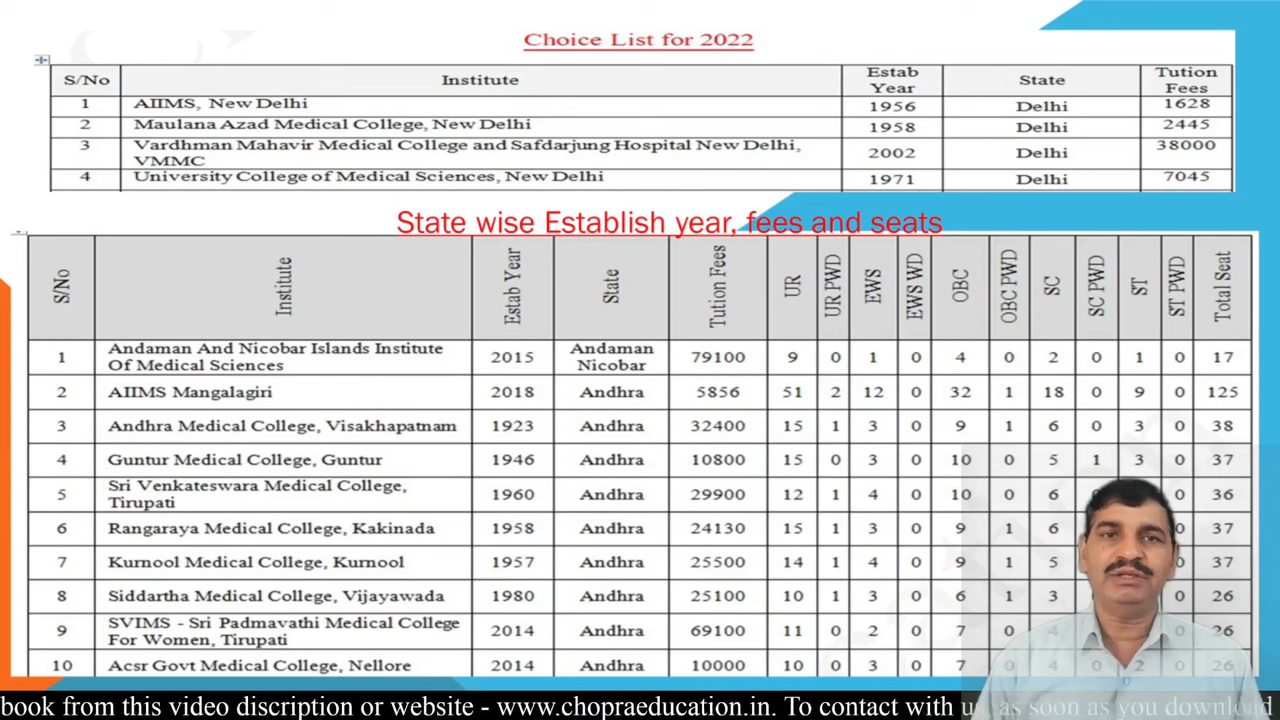 Choice List for 2022
S/No Institute Estab Year State Tution Fees
1 AIIMS, New Delhi 1956 Delhi 1628
2 Maulana Azad Medical College, New Delhi 1958 Delhi 2445
3 Vardhman Mahavir Medical College and Safdarjung Hospital New Delhi, VMMC 2002 Delhi 38000
4 University College of Medical Sciences, New Delhi 1971 Delhi 7045
State wise Establish year, fees and seats
S/No Institute Estab Year State Tution Fees UR UR PWD EWS EWS WD OBC OBC PWD SC SC PWD ST ST PWD Total Seat
1 Andaman And Nicobar Islands Institute Of Medical Sciences 2015 Andaman Nicobar 79100 9 0 1 0 4 0 2 0 1 0 17
2 AIIMS Mangalagiri 2018 Andhra 5856 51 2 12 0 32 1 18 0 9 0 125
3 Andhra Medical College, Visakhapatnam 1923 Andhra 32400 15 1 3 0 9 1 6 0 3 0 38
4 Guntur Medical College, Guntur 1946 Andhra 10800 15 0 3 0 10 0 5 1 3 0 37
5 Sri Venkateswara Medical College, Tirupati 1960 Andhra 29900 12 1 4 0 10 0 6 0 36
6 Rangaraya Medical College, Kakinada 1958 Andhra 24130 15 1 3 0 9 1 6 0 37
7 Kurnool Medical College, Kurnool 1957 Andhra 25500 14 1 4 0 9 1 5 0 37
8 Siddartha Medical College, Vijayawada 1980 Andhra 25100 10 1 3 0 6 1 3 0 26
9 SVIMS - Sri Padmavathi Medical College For Women, Tirupati 2014 Andhra 69100 11 0 2 0 7 0 4 0 26
10 Acsr Govt Medical College, Nellore 2014 Andhra 10000 10 0 3 0 7 0 4 0 2 0 26
book from this video discription or website - www.chopraeducation.in. To contact with us, as soon as you download